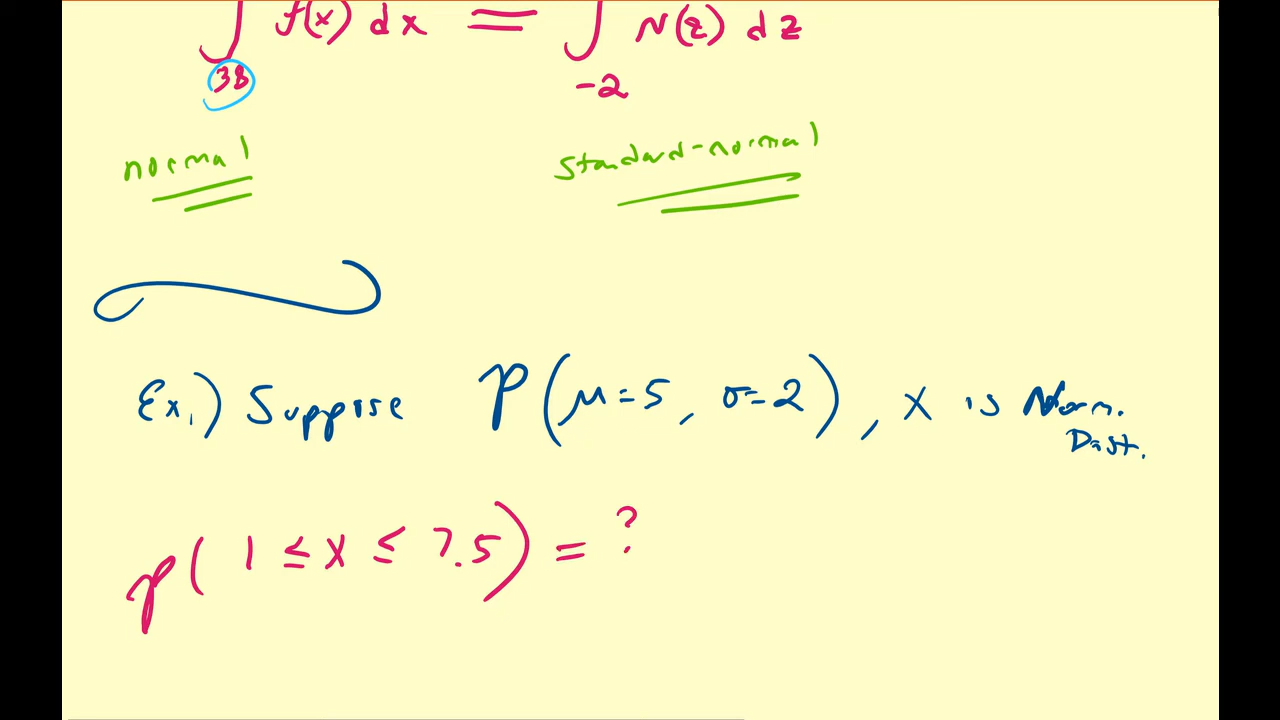 ∫ f(x) dx = ∫ N(z) dz
38 -2
normal standard-normal
Ex.) Suppose P(μ=5, σ=2), X is Norm.
Dist.
P( 1 ≤ X ≤ 7.5) = ?